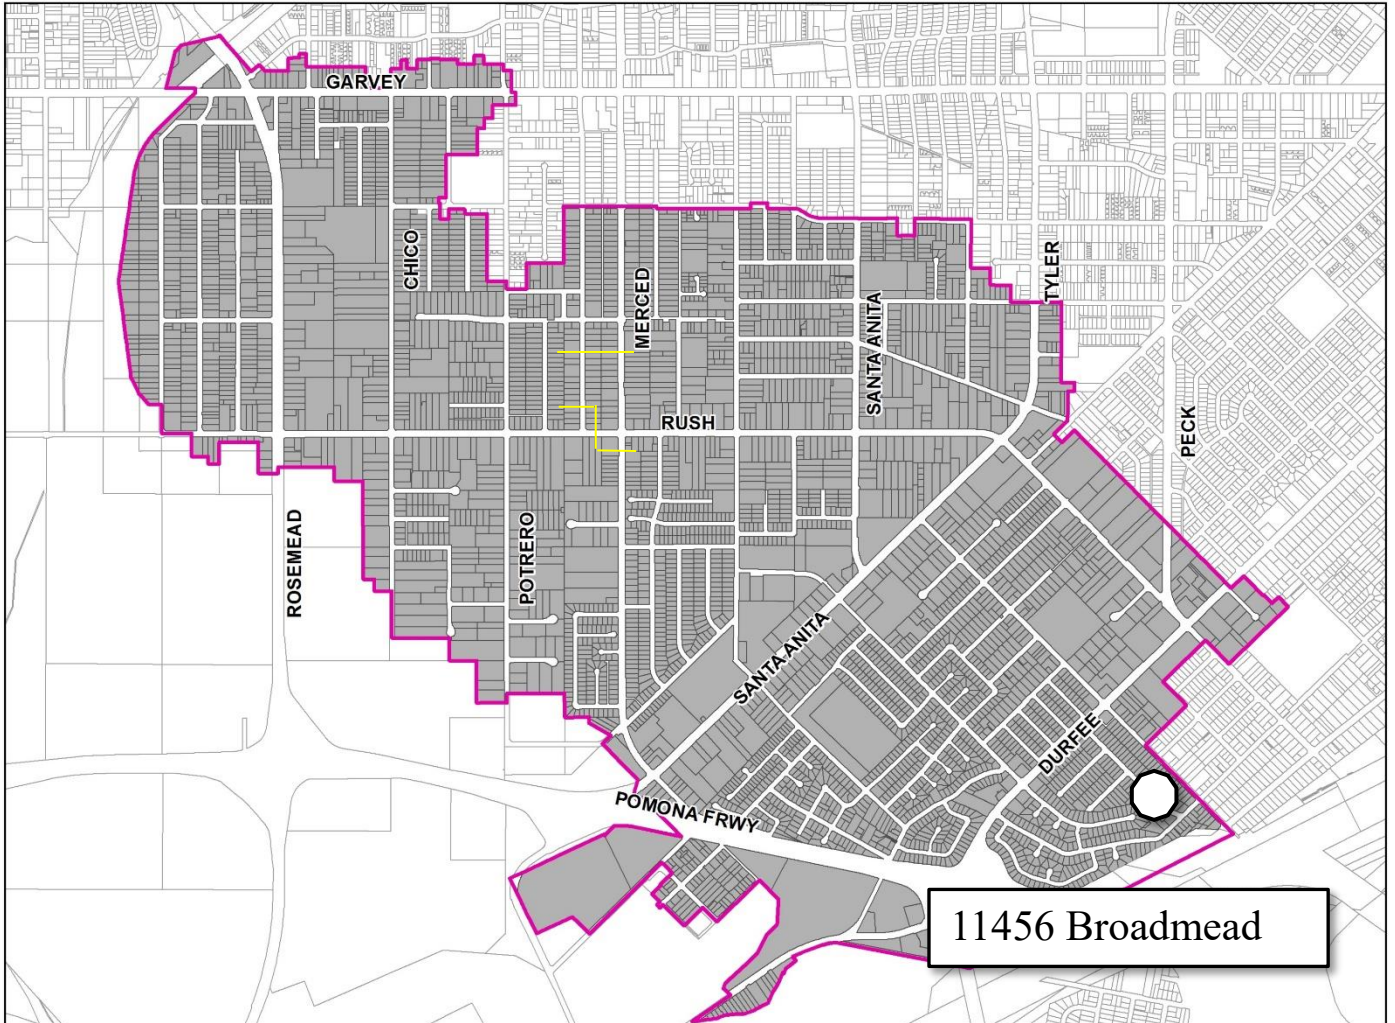 GARVEY
CHICO
MERCED
TYLER
SANTA ANITA
RUSH
PECK
ROSEMEAD
POTRERO
SANTA ANITA
DURFEE
POMONA FRWY
11456 Broadmead